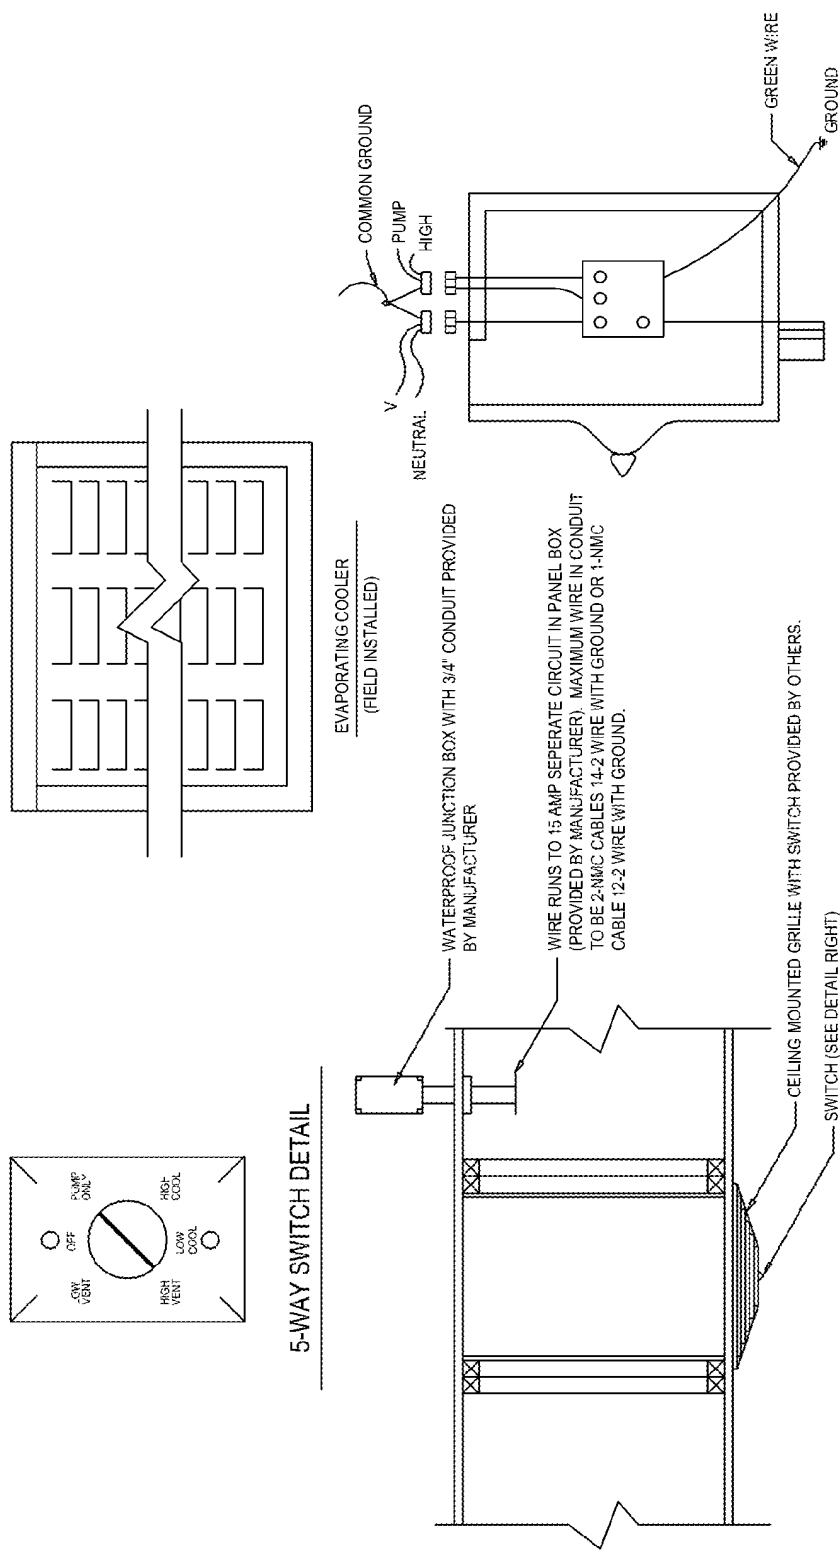 OFF
PUMP
ONLY
LOW
VENT
HIGH
VENT
LOW
COOL
HIGH
COOL
5-WAY SWITCH DETAIL
EVAPORATING COOLER
(FIELD INSTALLED)
COMMON GROUND
PUMP
HIGH
V
NEUTRAL
GREEN WIRE
GROUND
WATERPROOF JUNCTION BOX WITH 3/4" CONDUIT PROVIDED
BY MANUFACTURER
WIRE RUNS TO 15 AMP SEPERATE CIRCUIT IN PANEL BOX
(PROVIDED BY MANUFACTURER). MAXIMUM WIRE IN CONDUIT
TO BE 2-NMC CABLES 14-2 WIRE WITH GROUND OR 1-NMC
CABLE 12-2 WIRE WITH GROUND.
CEILING MOUNTED GRILLE WITH SWITCH PROVIDED BY OTHERS.
SWITCH (SEE DETAIL RIGHT)